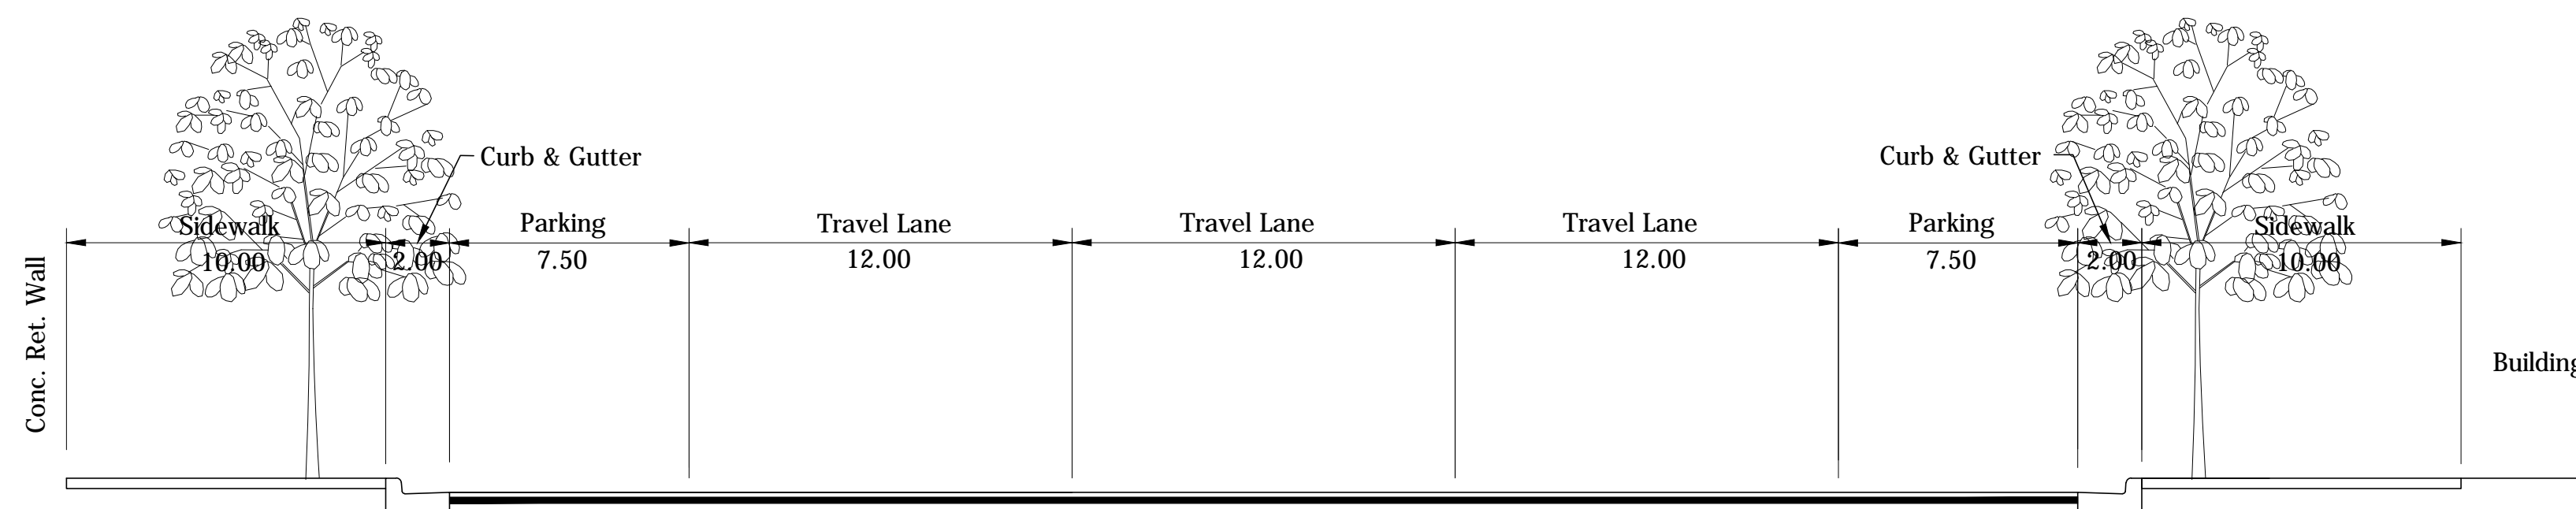 Curb & Gutter
Curb & Gutter
Sidewalk
Parking
Travel Lane
Travel Lane
Travel Lane
Parking
Sidewalk
10.00
2.00
7.50
12.00
12.00
12.00
7.50
2.00
10.00
Conc. Ret. Wall
Building